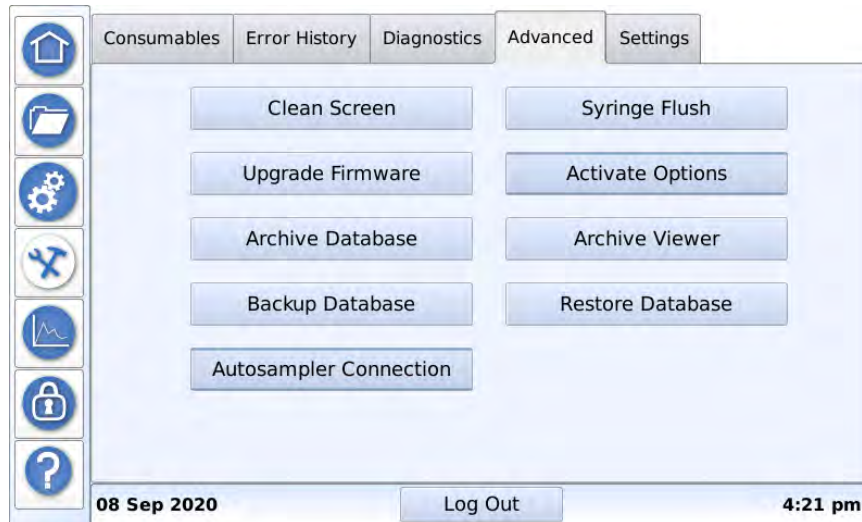 Consumables Error History Diagnostics Advanced Settings
Clean Screen Syringe Flush
Upgrade Firmware Activate Options
Archive Database Archive Viewer
Backup Database Restore Database
Autosampler Connection
?
08 Sep 2020 Log Out 4:21 pm